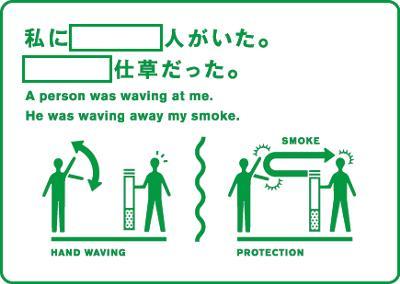 私に人がいた。
仕草だった。
A person was waving at me.
He was waving away my smoke.
SMOKE
HAND WAVING
PROTECTION